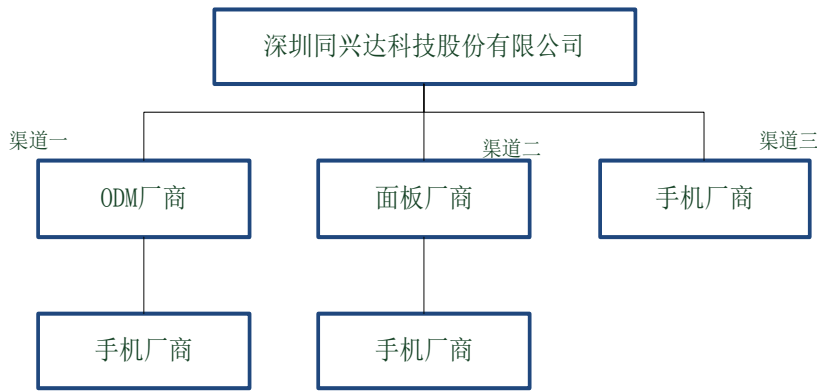 深圳同兴达科技股份有限公司
渠道一
渠道二
渠道三
ODM厂商
面板厂商
手机厂商
手机厂商
手机厂商